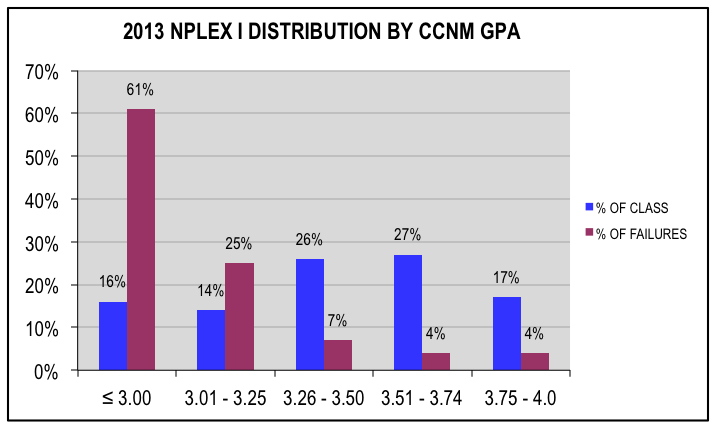 2013 NPLEX I DISTRIBUTION BY CCNM GPA
70%
60%
50%
40%
30%
20%
10%
0%
16%
61%
14%
25%
26%
7%
27%
4%
17%
4%
≤ 3.00
3.01 - 3.25
3.26 - 3.50
3.51 - 3.74
3.75 - 4.0
% OF CLASS
% OF FAILURES